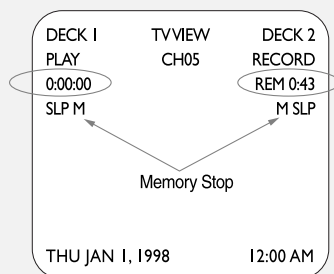 DECK 1 TVVIEW DECK 2
PLAY CH05 RECORD
0:00:00 REM 0:43
SLP M M SLP
Memory Stop
THU JAN 1, 1998 12:00 AM